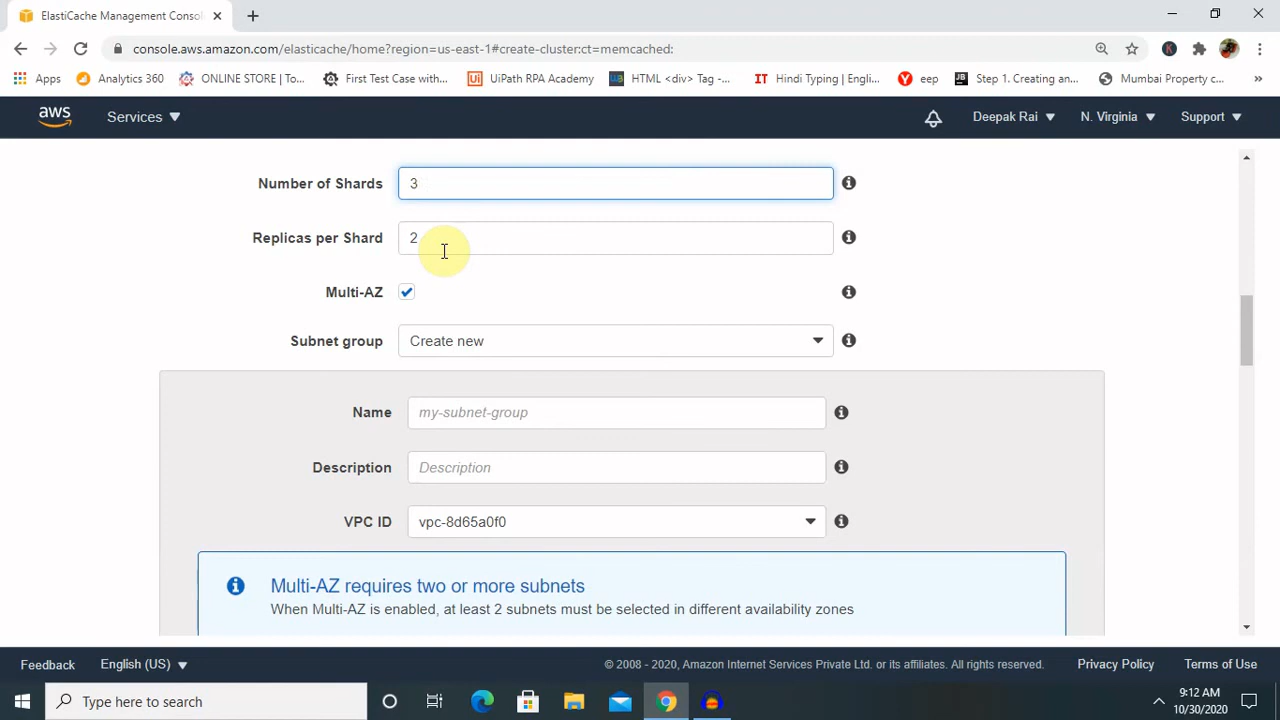 ElastiCache Management Conso
console.aws.amazon.com/elasticache/home?region=us-east-1#create-cluster:ct=memcached:
Apps Analytics 360 ONLINE STORE | To... First Test Case with... UiPath RPA Academy HTML <div> Tag -... Hindi Typing | Engli... eep Step 1. Creating an... Mumbai Property c...
aws Services Deepak Rai N. Virginia Support
Number of Shards 3
Replicas per Shard 2
Multi-AZ
Subnet group Create new
Name my-subnet-group
Description Description
VPC ID vpc-8d65a0f0
Multi-AZ requires two or more subnets
When Multi-AZ is enabled, at least 2 subnets must be selected in different availability zones
Feedback English (US) © 2008 - 2020, Amazon Internet Services Private Ltd. or its affiliates. All rights reserved. Privacy Policy Terms of Use
Type here to search 9:12 AM
10/30/2020